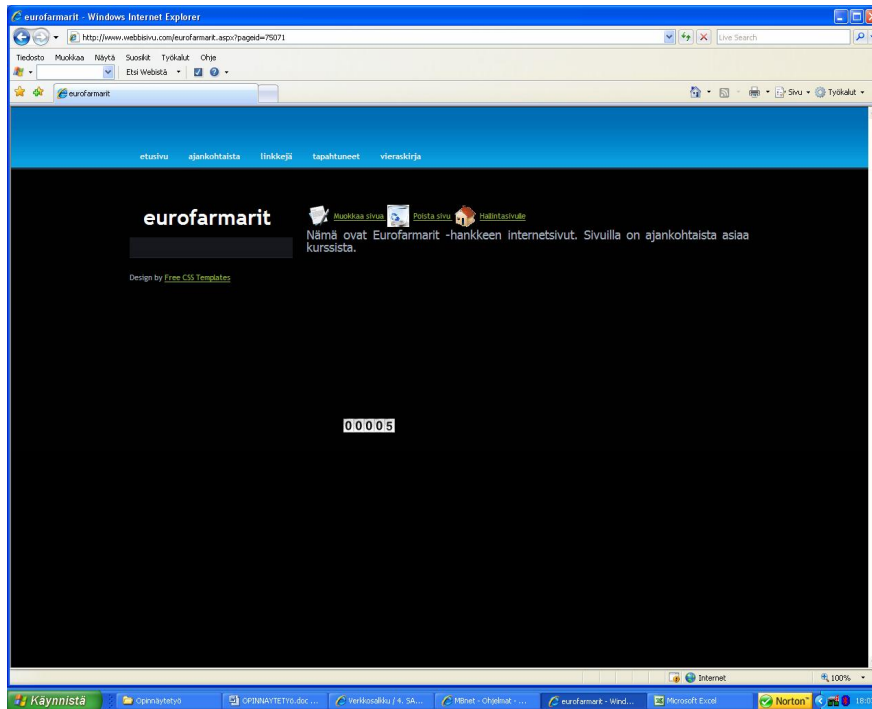 eurofarmarit - Windows Internet Explorer
http://www.webbisivu.com/eurofarmarit.aspx?pageid=75071
Live Search
Tiedosto Muokkaa Näytä Suosikit Työkalut Ohje
Etsi Webistä
eurofarmarit
Sivu Työkalut
etusivu ajankohtaista linkkejä tapahtuneet vieraskirja
eurofarmarit
Muokkaa sivua Poista sivu Hallintasivulle
Nämä ovat Eurofarmarit -hankkeen internetsivut. Sivuilla on ajankohtaista asiaa
kurssista.
Design by Free CSS Templates
00005
Internet
100%
Käynnistä
Opinnäytetyö
OPINNAYTETYO.doc ...
Verkkosalkku / 4. SA...
MBnet - Ohjelmat - ...
eurofarmarit - Wind...
Microsoft Excel
Norton